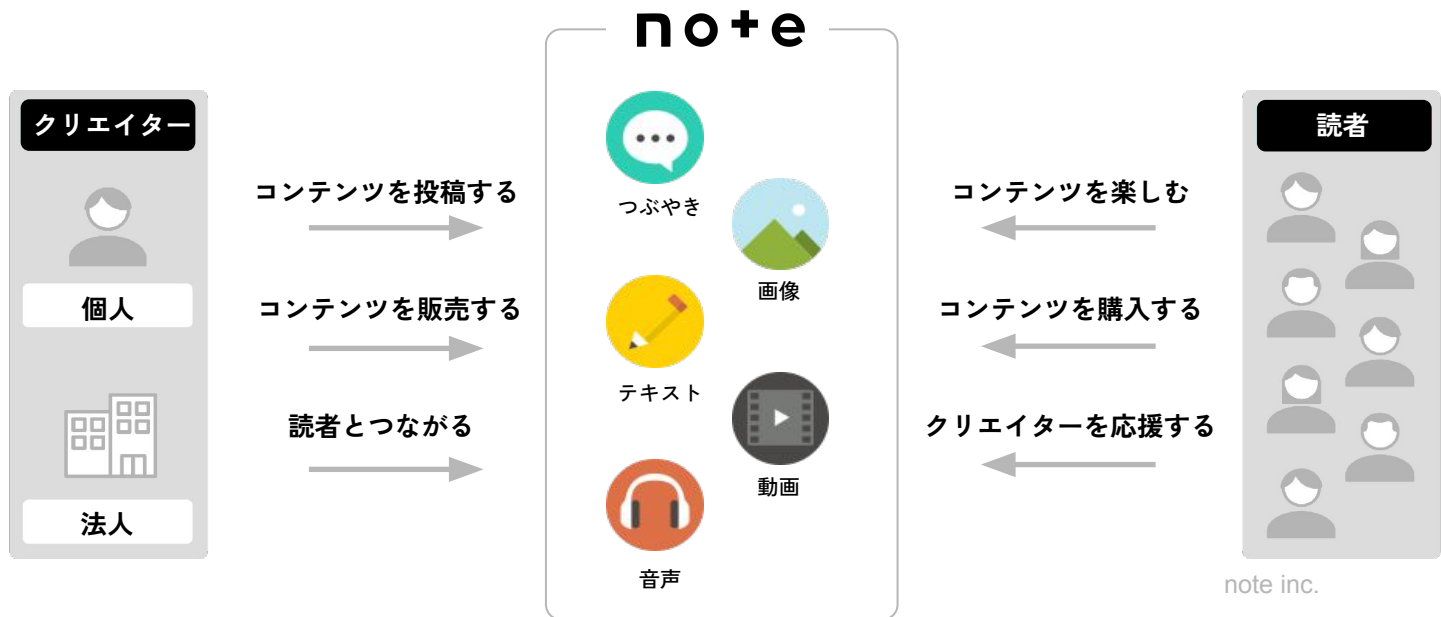 note
クリエイター
個人
法人
コンテンツを投稿する
コンテンツを販売する
読者とつながる
つぶやき
画像
テキスト
動画
音声
コンテンツを楽しむ
コンテンツを購入する
クリエイターを応援する
読者
note inc.